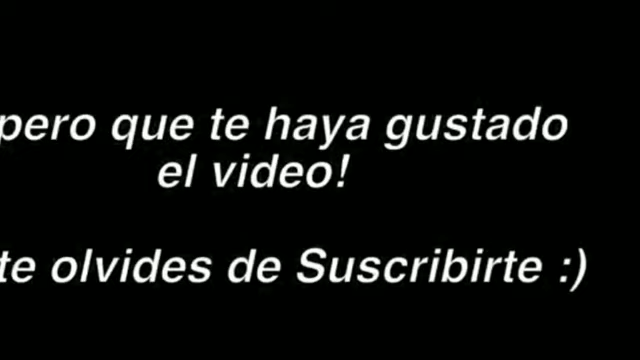 pero que te haya gustado
el video!
te olvides de Suscribirte :)